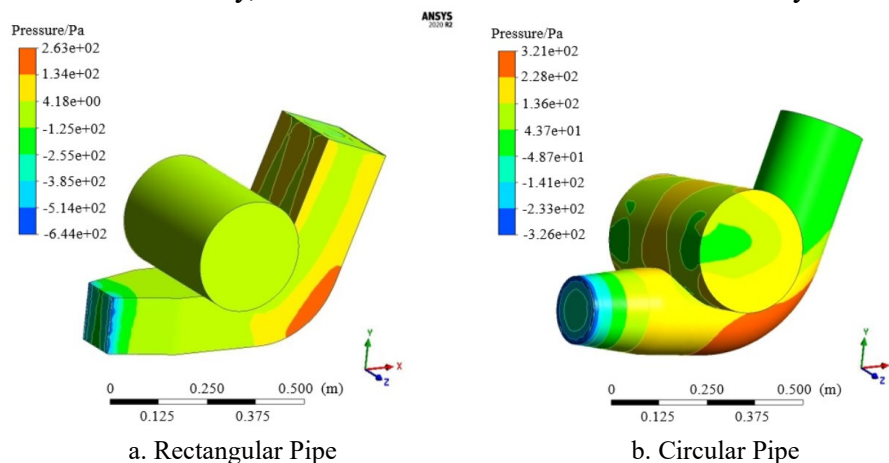 ANSYS
2020 R2
Pressure/Pa
2.63e+02
1.34e+02
4.18e+00
-1.25e+02
-2.55e+02
-3.85e+02
-5.14e+02
-6.44e+02
Y
X
Z
0 0.250 0.500 (m)
0.125 0.375
a. Rectangular Pipe
Pressure/Pa
3.21e+02
2.28e+02
1.36e+02
4.37e+01
-4.87e+01
-1.41e+02
-2.33e+02
-3.26e+02
Y
X
Z
0 0.250 0.500 (m)
0.125 0.375
b. Circular Pipe